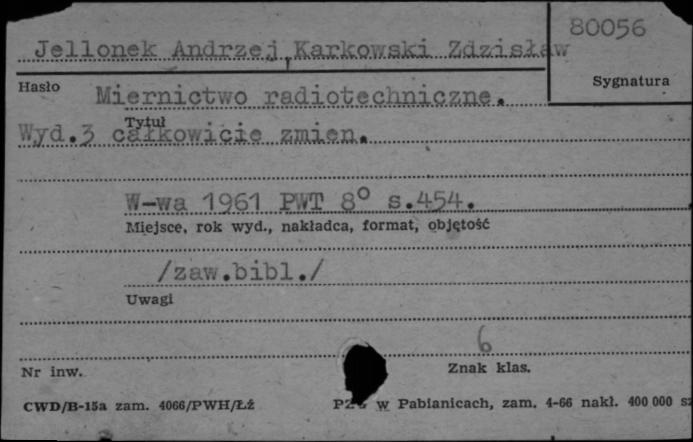 80056
Jellonek Andrzej, Karkowski Zdzisław
Sygnatura
Hasło
Miernictwo radiotechniczne.
Tytuł
Wyd.3 całkowicie zmien.
W-wa 1961 PWT 8° s.454.
Miejsce, rok wyd., nakładca, format, objętość
/zaw.bibl./
Uwagi
6
Nr inw.
Znak klas.
CWD/B-15a zam. 4066/PWH/Łź
w Pabianicach, zam. 4-66 nakł. 400 000